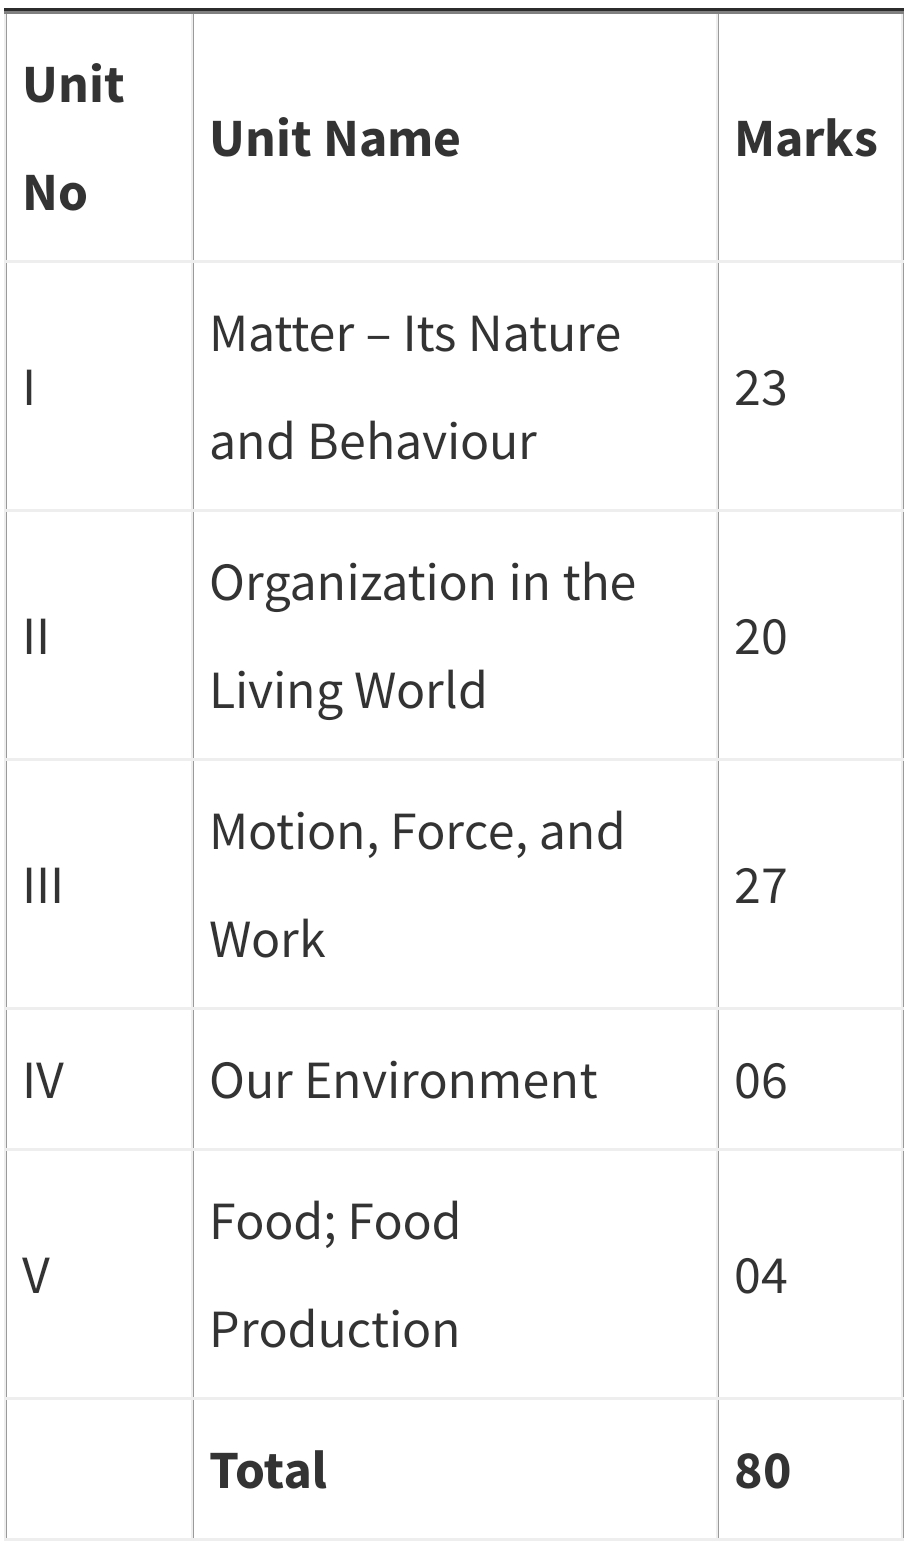 Unit
No
Unit Name
Marks
I
Matter – Its Nature
and Behaviour
23
II
Organization in the
Living World
20
III
Motion, Force, and
Work
27
IV
Our Environment
06
V
Food; Food
Production
04
Total
80